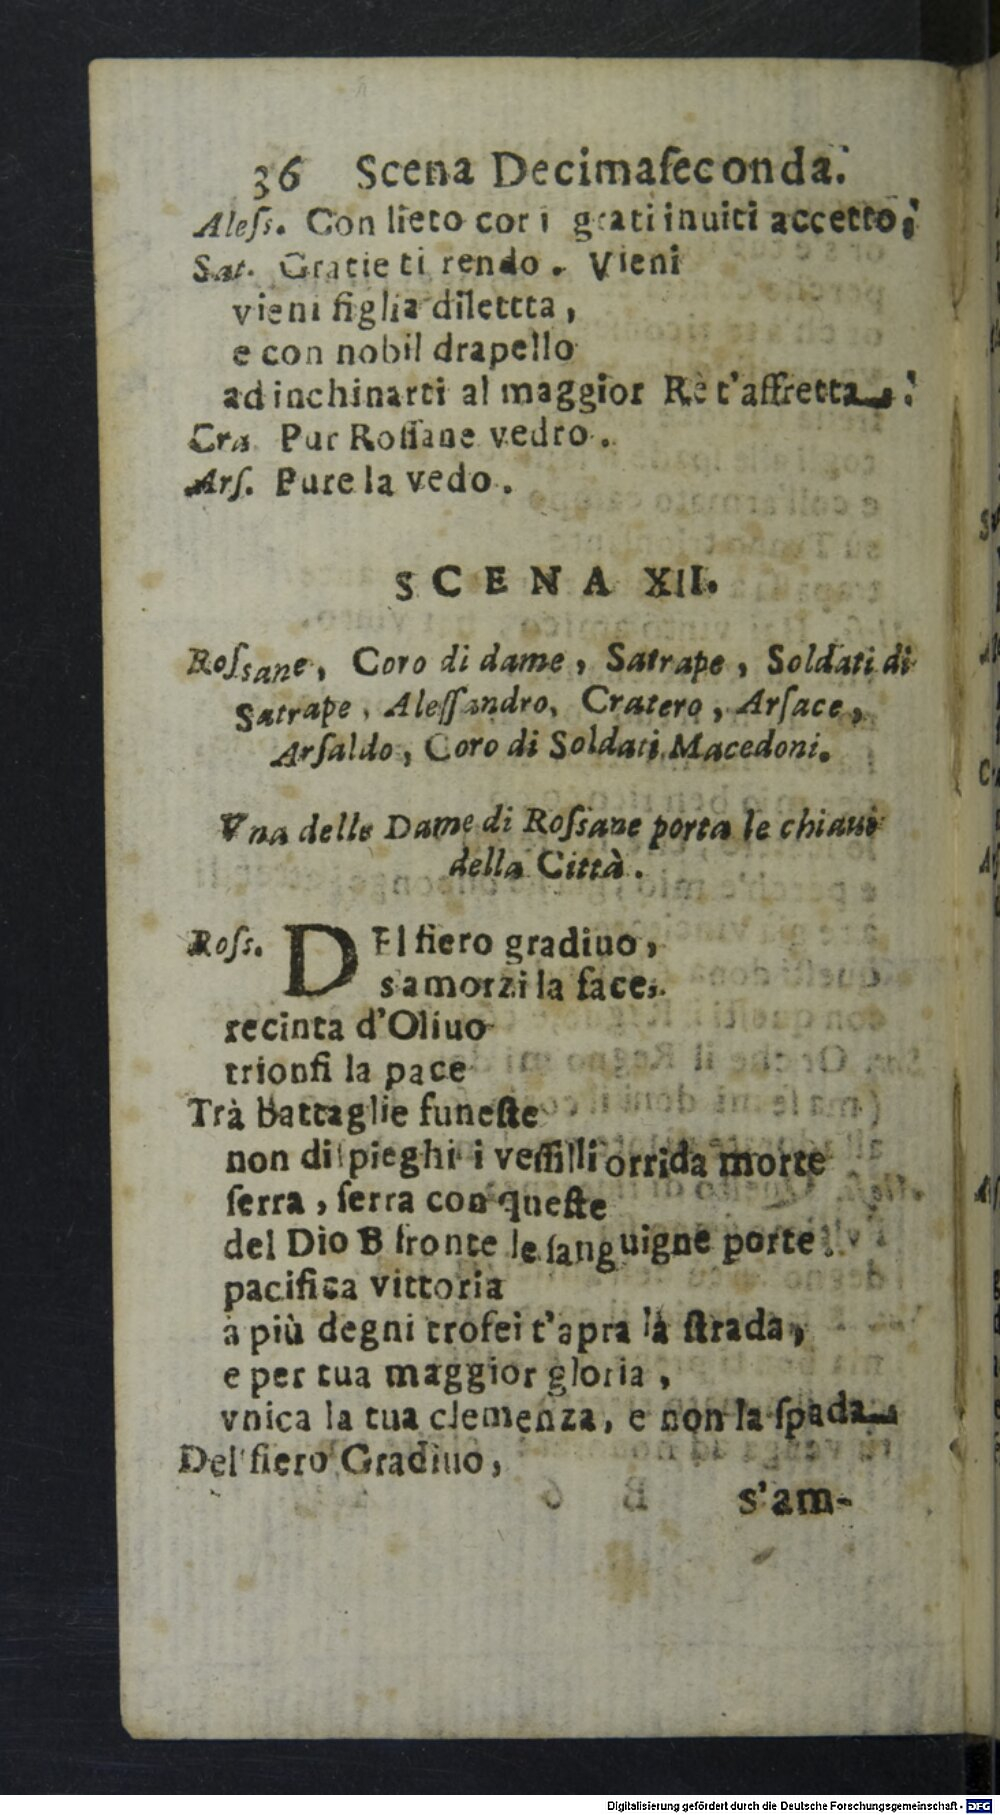 36 Scena Decimaſeconda.
Aleſs. Con lieto cor i grati inuiti accetto;
Sat. Gratie ti rendo. Vieni
vieni figlia dilettta,
e con nobil drapello
ad inchinarti al maggior Rè t'affretta.
Cra Pur Roſſane vedro.
Arſ. Pure la vedo.
SCENA XII.
Roſsane, Coro di dame, Satrape, Soldati di
Satrape, Aleſſandro, Cratero, Arſace,
Arſaldo, Coro di Soldati Macedoni.
Vna delle Dame di Roſsane porta le chiaui
della Città.
Roſs. DEl fiero gradiuo,
s amorzi la face,
recinta d'Oliuo
trionfi la pace
Trà battaglie funeſte
non diſpieghi i veſſilli orrida morte
ſerra, ſerra con queſte
del Dio B fronte le ſanguigne porte.
pacifica vittoria
a più degni trofei t'apra la ſtrada,
e per tua maggior gloria,
vnica la tua clemenza, e non la ſpada
Del fiero Gradiuo,
s'am-
Digitalisierung gefördert durch die Deutsche Forschungsgemeinschaft - DFG